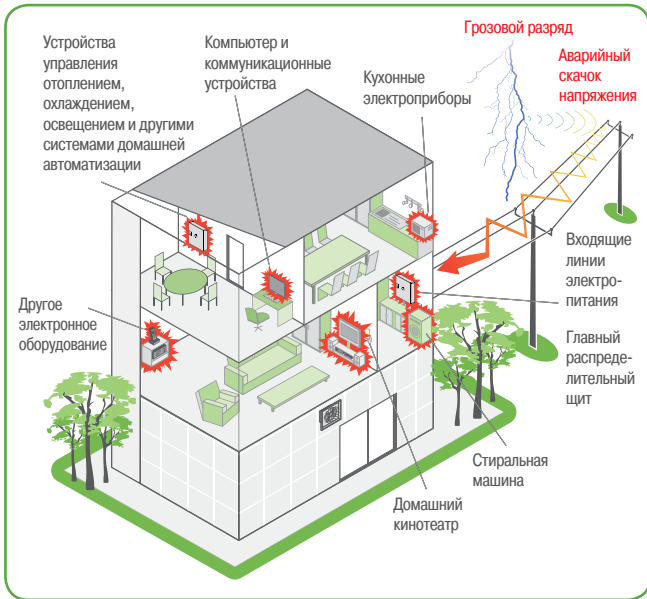 Устройства
управления
отоплением,
охлаждением,
освещением и другими
системами домашней
автоматизации
Компьютер и
коммуникационные
устройства
Кухонные
электроприборы
Грозовой разряд
Аварийный
скачок
напряжения
Входящие
линии
электро-
питания
Главный
распреде-
лительный
щит
Другое
электронное
оборудование
Стиральная
машина
Домашний
кинотеатр